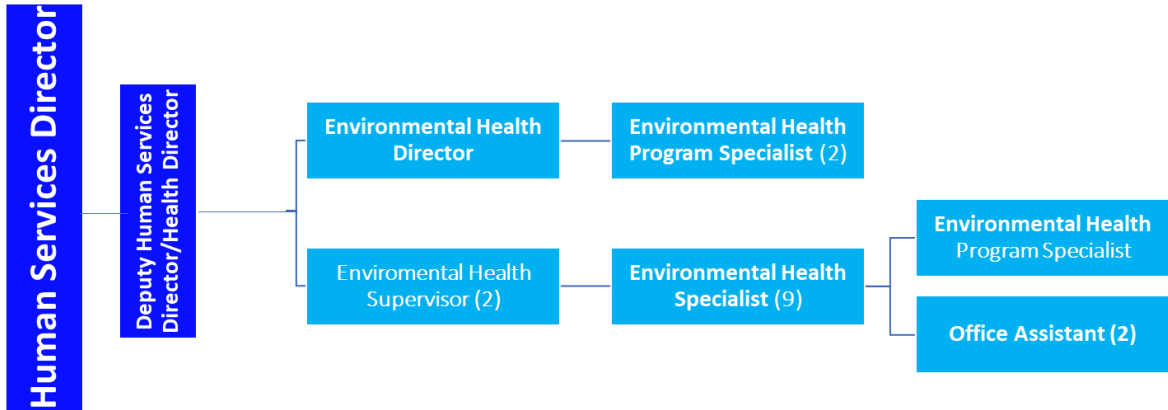 Human Services Director
Deputy Human Services
Director/Health Director
Environmental Health
Director
Environmental Health
Program Specialist (2)
Enviromental Health
Supervisor (2)
Environmental Health
Specialist (9)
Environmental Health
Program Specialist
Office Assistant (2)